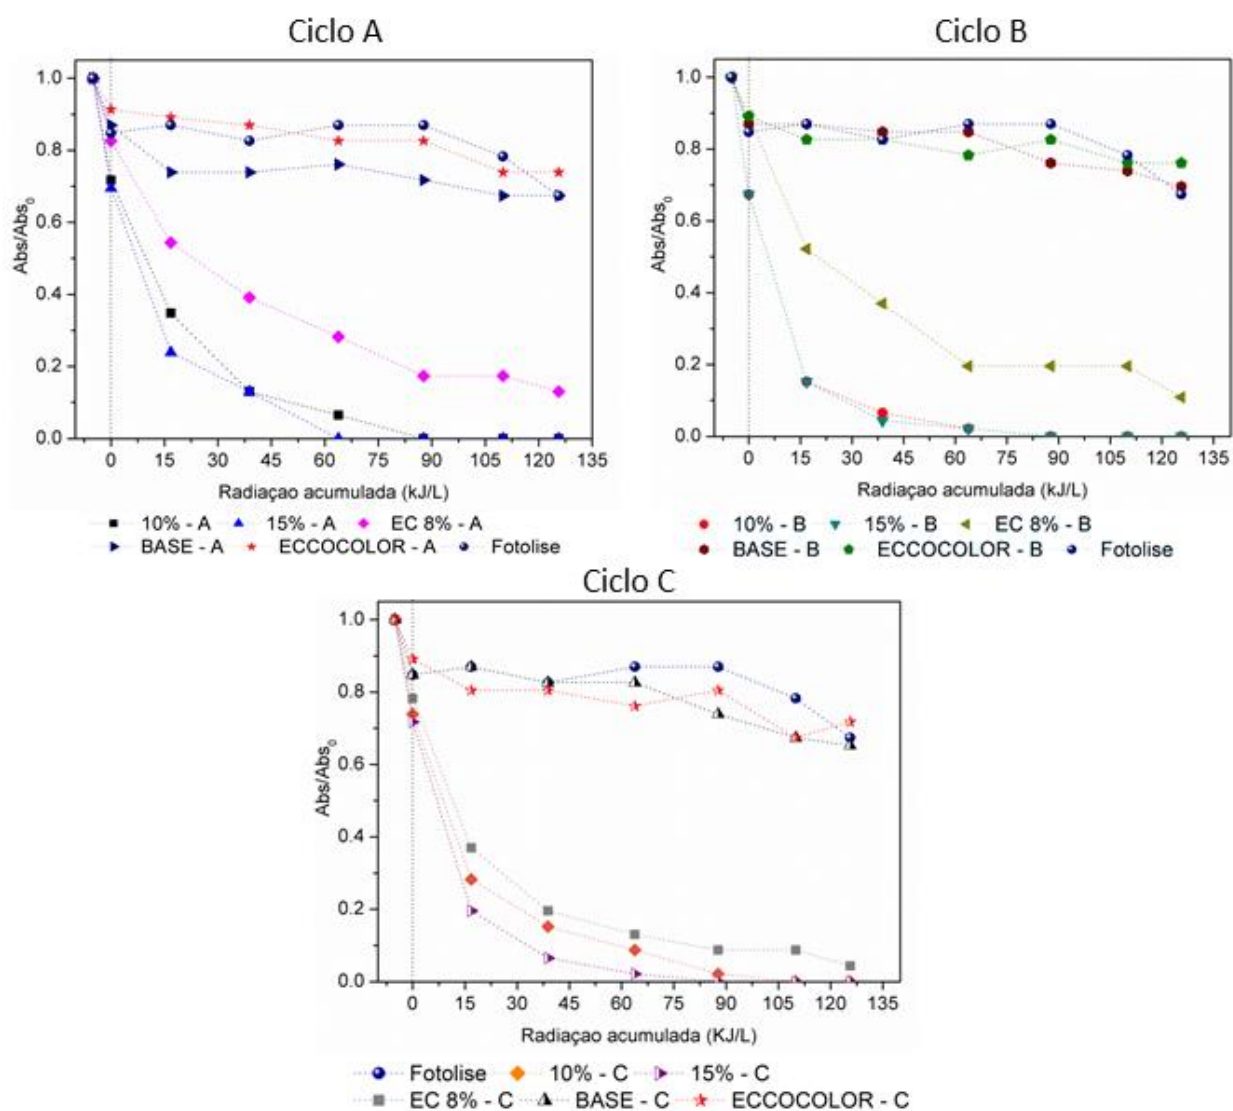 Ciclo A
1.0
0.8
0.6
0.4
0.2
0.0
Abs/Abs0
0 15 30 45 60 75 90 105 120 135
Radiaçao acumulada (kJ/L)
10% - A 15% - A EC 8% - A
BASE - A ECCOCOLOR - A Fotolise
Ciclo B
1.0
0.8
0.6
0.4
0.2
0.0
Abs/Abs0
0 15 30 45 60 75 90 105 120 135
Radiaçao acumulada (kJ/L)
10% - B 15% - B EC 8% - B
BASE - B ECCOCOLOR - B Fotolise
Ciclo C
1.0
0.8
0.6
0.4
0.2
0.0
Abs/Abs0
0 15 30 45 60 75 90 105 120 135
Radiaçao acumulada (KJ/L)
Fotolise 10% - C 15% - C
EC 8% - C BASE - C ECCOCOLOR - C